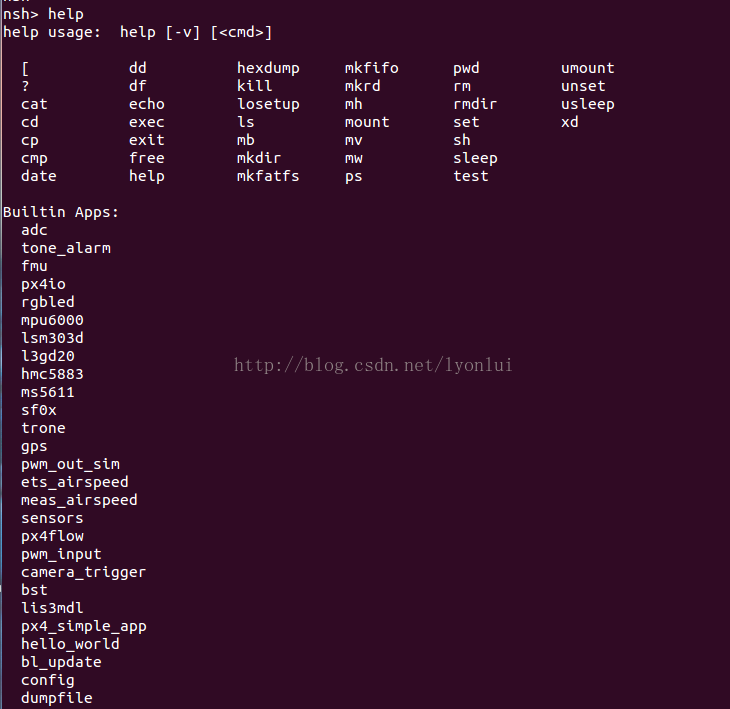 nsh> help
help usage:  help [-v] [<cmd>]
[ dd hexdump mkfifo pwd umount
? df kill mkrd rm unset
cat echo losetup mh rmdir usleep
cd exec ls mount set xd
cp exit mb mv sh
cmp free mkdir mw sleep
date help mkfatfs ps test
Builtin Apps:
adc
tone_alarm
fmu
px4io
rgbled
mpu6000
lsm303d
l3gd20
http://blog.csdn.net/lyonlui
hmc5883
ms5611
sf0x
trone
gps
pwm_out_sim
ets_airspeed
meas_airspeed
sensors
px4flow
pwm_input
camera_trigger
bst
lis3mdl
px4_simple_app
hello_world
bl_update
config
dumpfile